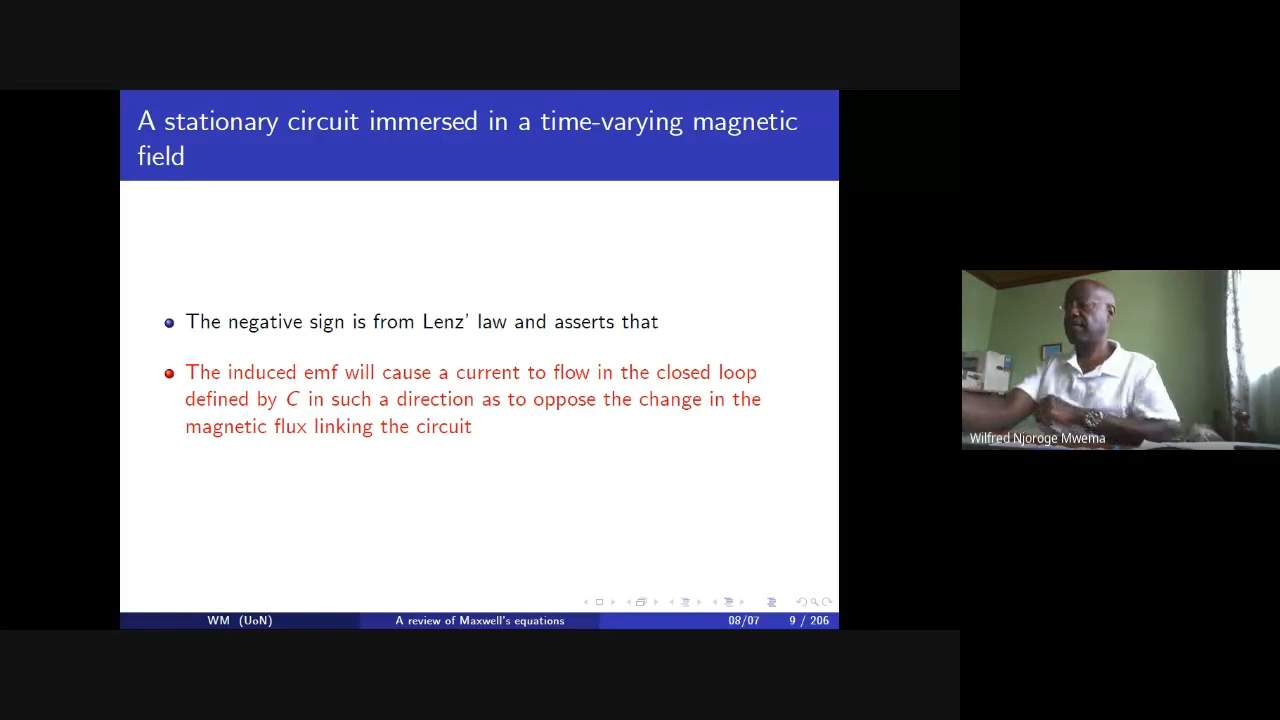 A stationary circuit immersed in a time-varying magnetic
field
The negative sign is from Lenz' law and asserts that
The induced emf will cause a current to flow in the closed loop
defined by C in such a direction as to oppose the change in the
magnetic flux linking the circuit
Wilfred Njoroge Mwema
WM (UoN)
A review of Maxwell's equations
08/07
9 / 206